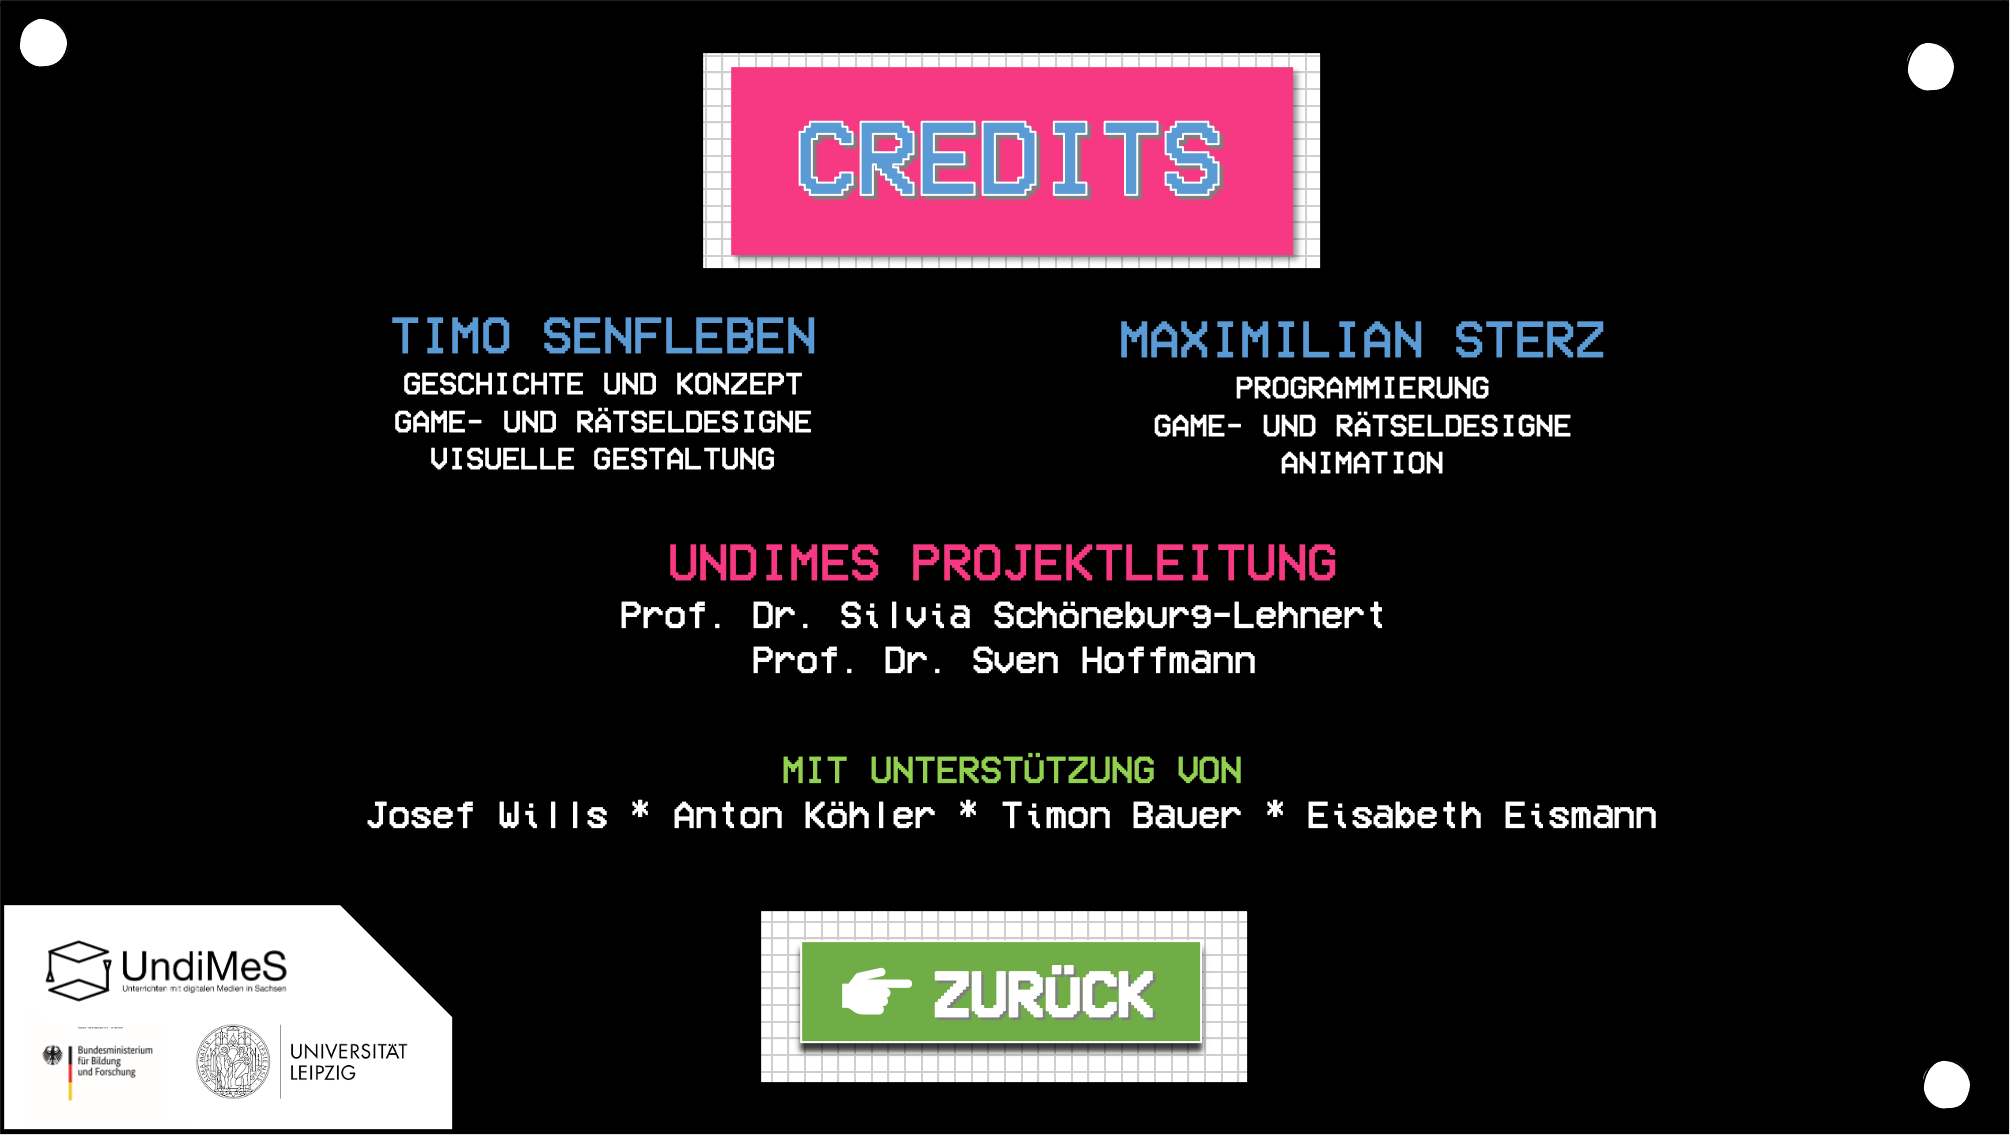 CREDITS
TIMO SENFLEBEN
GESCHICHTE UND KONZEPT
GAME- UND RÄTSELDESIGNE
VISUELLE GESTALTUNG
MAXIMILIAN STERZ
PROGRAMMIERUNG
GAME- UND RÄTSELDESIGNE
ANIMATION
UNDIMES PROJEKTLEITUNG
Prof. Dr. Silvia Schöneburg-Lehnert
Prof. Dr. Sven Hoffmann
MIT UNTERSTÜTZUNG VON
Josef Wills * Anton Köhler * Timon Bauer * Eisabeth Eismann
ZURÜCK
UndiMeS
Unterrichten mit digitalen Medien in Sachsen
Bundesministerium
für Bildung
und Forschung
UNIVERSITÄT
LEIPZIG